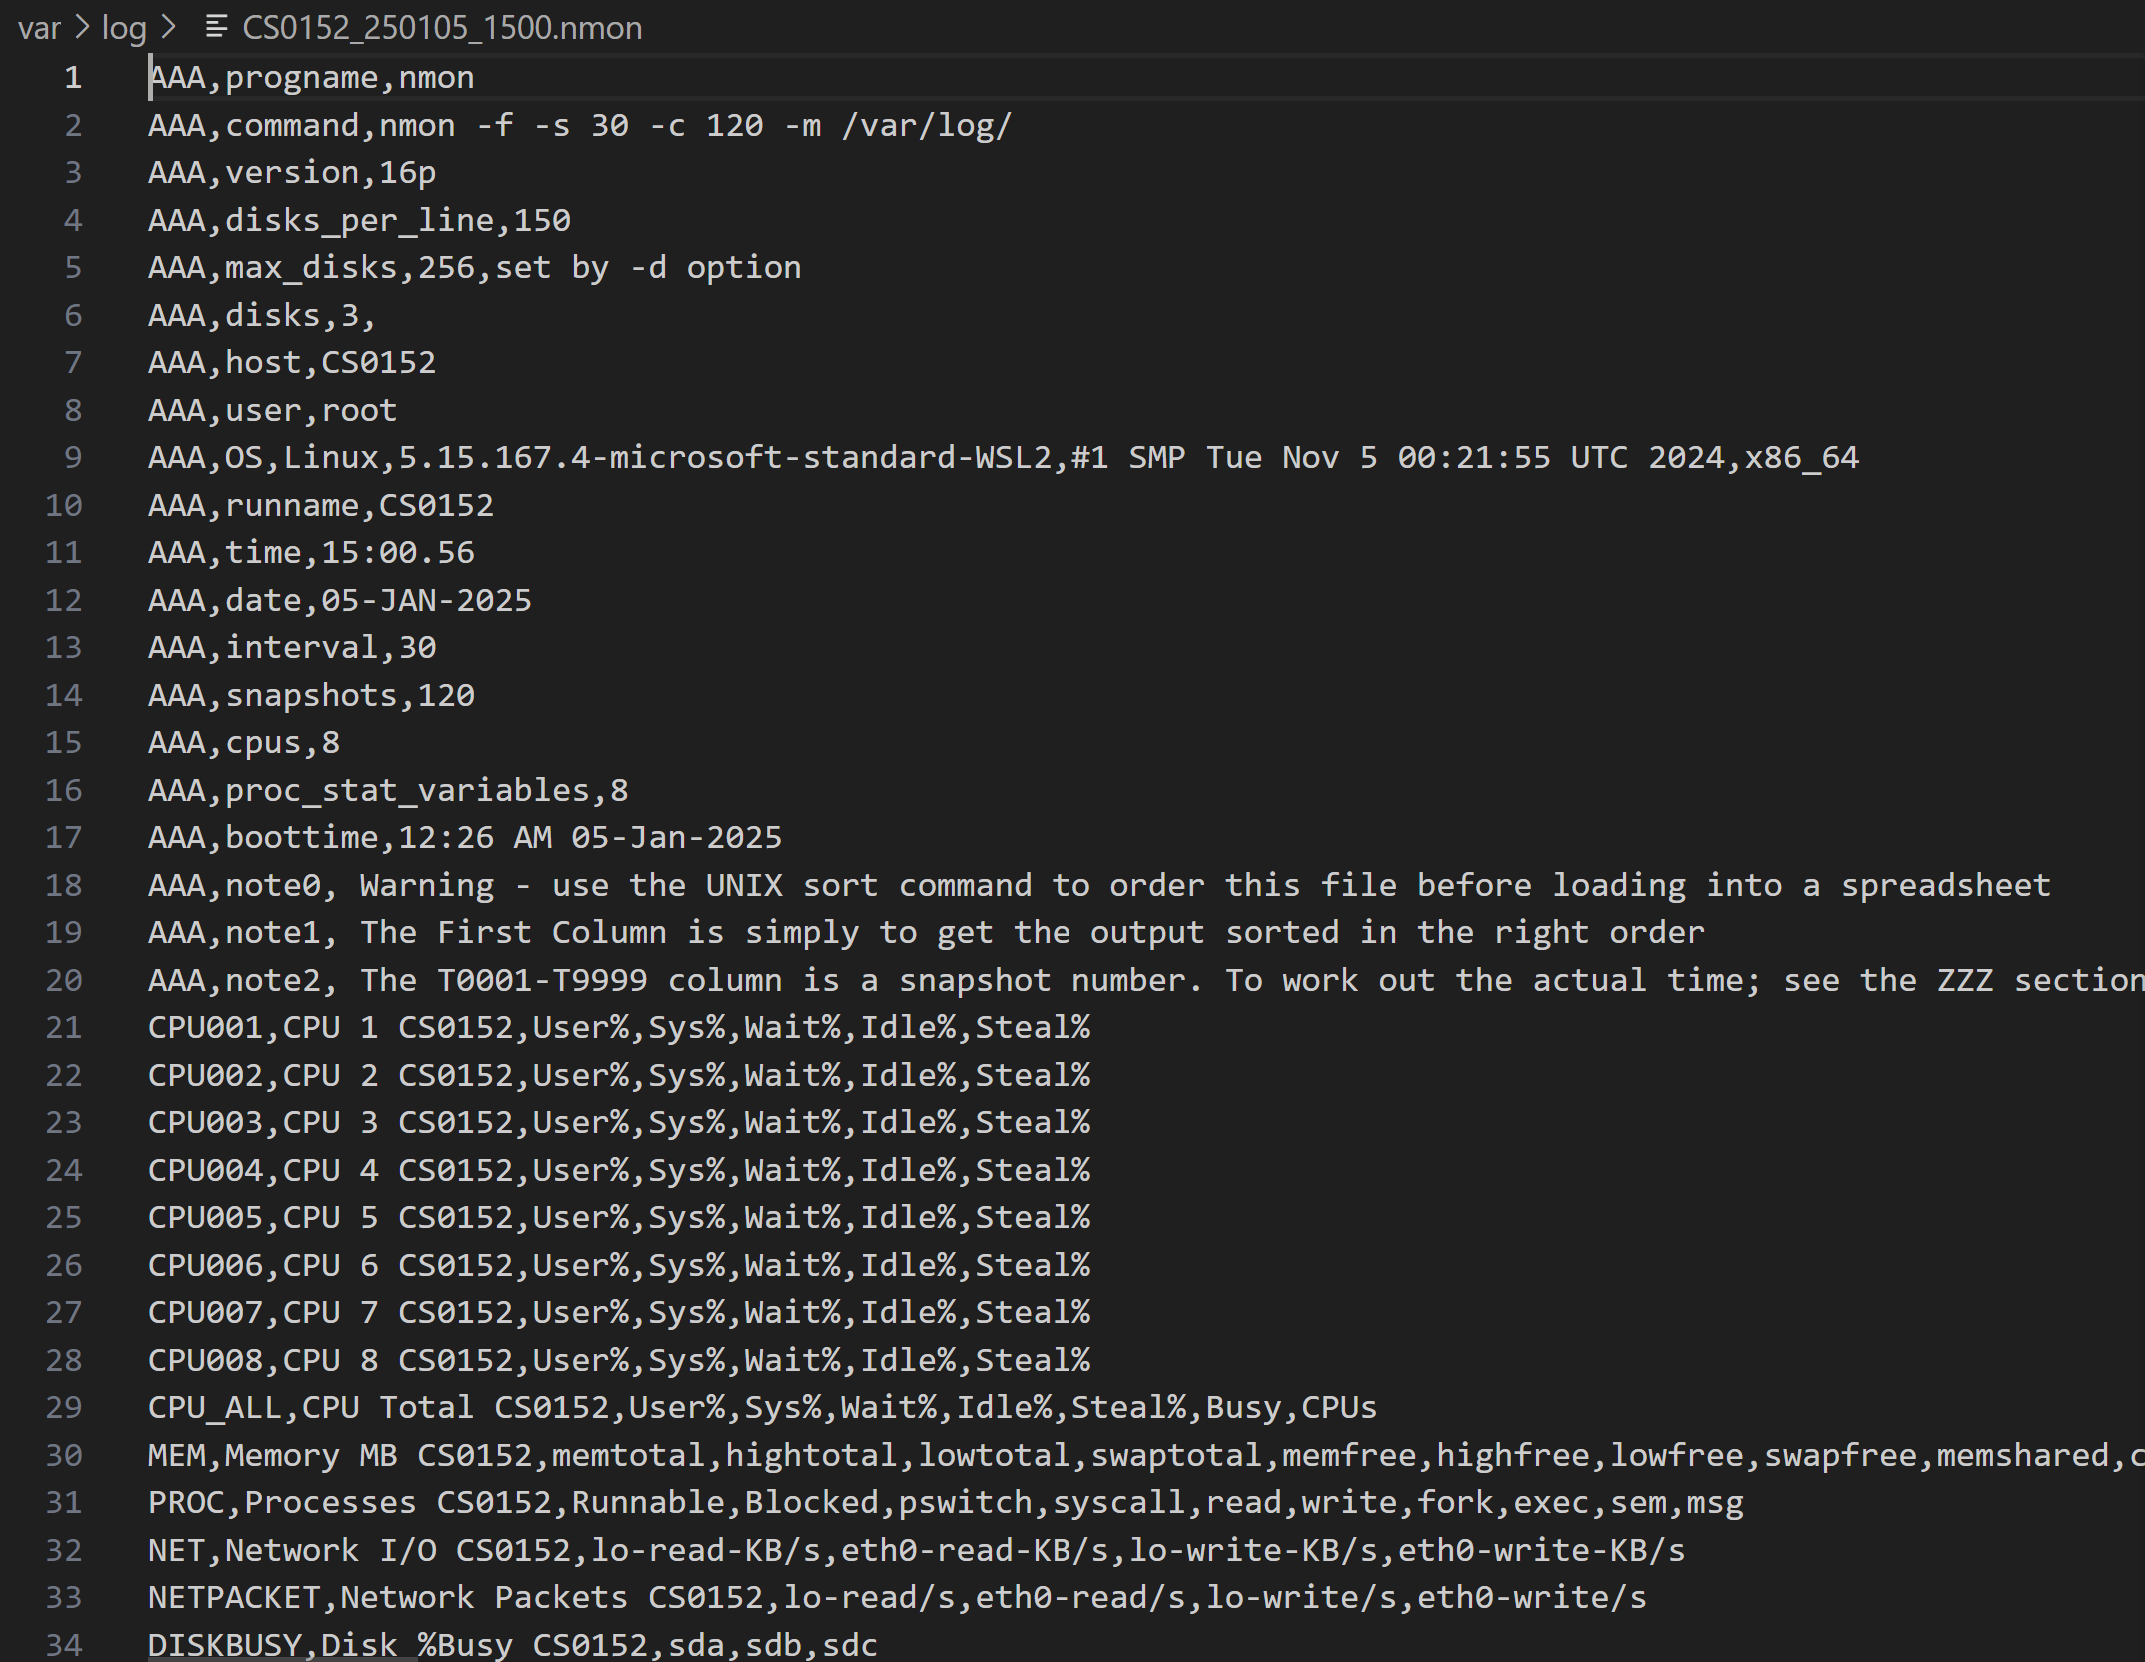 var > log > CS0152_250105_1500.nmon
1 AAA,progname,nmon
2 AAA,command,nmon -f -s 30 -c 120 -m /var/log/
3 AAA,version,16p
4 AAA,disks_per_line,150
5 AAA,max_disks,256,set by -d option
6 AAA,disks,3,
7 AAA,host,CS0152
8 AAA,user,root
9 AAA,OS,Linux,5.15.167.4-microsoft-standard-WSL2,#1 SMP Tue Nov 5 00:21:55 UTC 2024,x86_64
10 AAA,runname,CS0152
11 AAA,time,15:00.56
12 AAA,date,05-JAN-2025
13 AAA,interval,30
14 AAA,snapshots,120
15 AAA,cpus,8
16 AAA,proc_stat_variables,8
17 AAA,boottime,12:26 AM 05-Jan-2025
18 AAA,note0, Warning - use the UNIX sort command to order this file before loading into a spreadsheet
19 AAA,note1, The First Column is simply to get the output sorted in the right order
20 AAA,note2, The T0001-T9999 column is a snapshot number. To work out the actual time; see the ZZZ section
21 CPU001,CPU 1 CS0152,User%,Sys%,Wait%,Idle%,Steal%
22 CPU002,CPU 2 CS0152,User%,Sys%,Wait%,Idle%,Steal%
23 CPU003,CPU 3 CS0152,User%,Sys%,Wait%,Idle%,Steal%
24 CPU004,CPU 4 CS0152,User%,Sys%,Wait%,Idle%,Steal%
25 CPU005,CPU 5 CS0152,User%,Sys%,Wait%,Idle%,Steal%
26 CPU006,CPU 6 CS0152,User%,Sys%,Wait%,Idle%,Steal%
27 CPU007,CPU 7 CS0152,User%,Sys%,Wait%,Idle%,Steal%
28 CPU008,CPU 8 CS0152,User%,Sys%,Wait%,Idle%,Steal%
29 CPU_ALL,CPU Total CS0152,User%,Sys%,Wait%,Idle%,Steal%,Busy,CPUs
30 MEM,Memory MB CS0152,memtotal,hightotal,lowtotal,swaptotal,memfree,highfree,lowfree,swapfree,memshared,c
31 PROC,Processes CS0152,Runnable,Blocked,pswitch,syscall,read,write,fork,exec,sem,msg
32 NET,Network I/O CS0152,lo-read-KB/s,eth0-read-KB/s,lo-write-KB/s,eth0-write-KB/s
33 NETPACKET,Network Packets CS0152,lo-read/s,eth0-read/s,lo-write/s,eth0-write/s
34 DISKBUSY,Disk %Busy CS0152,sda,sdb,sdc